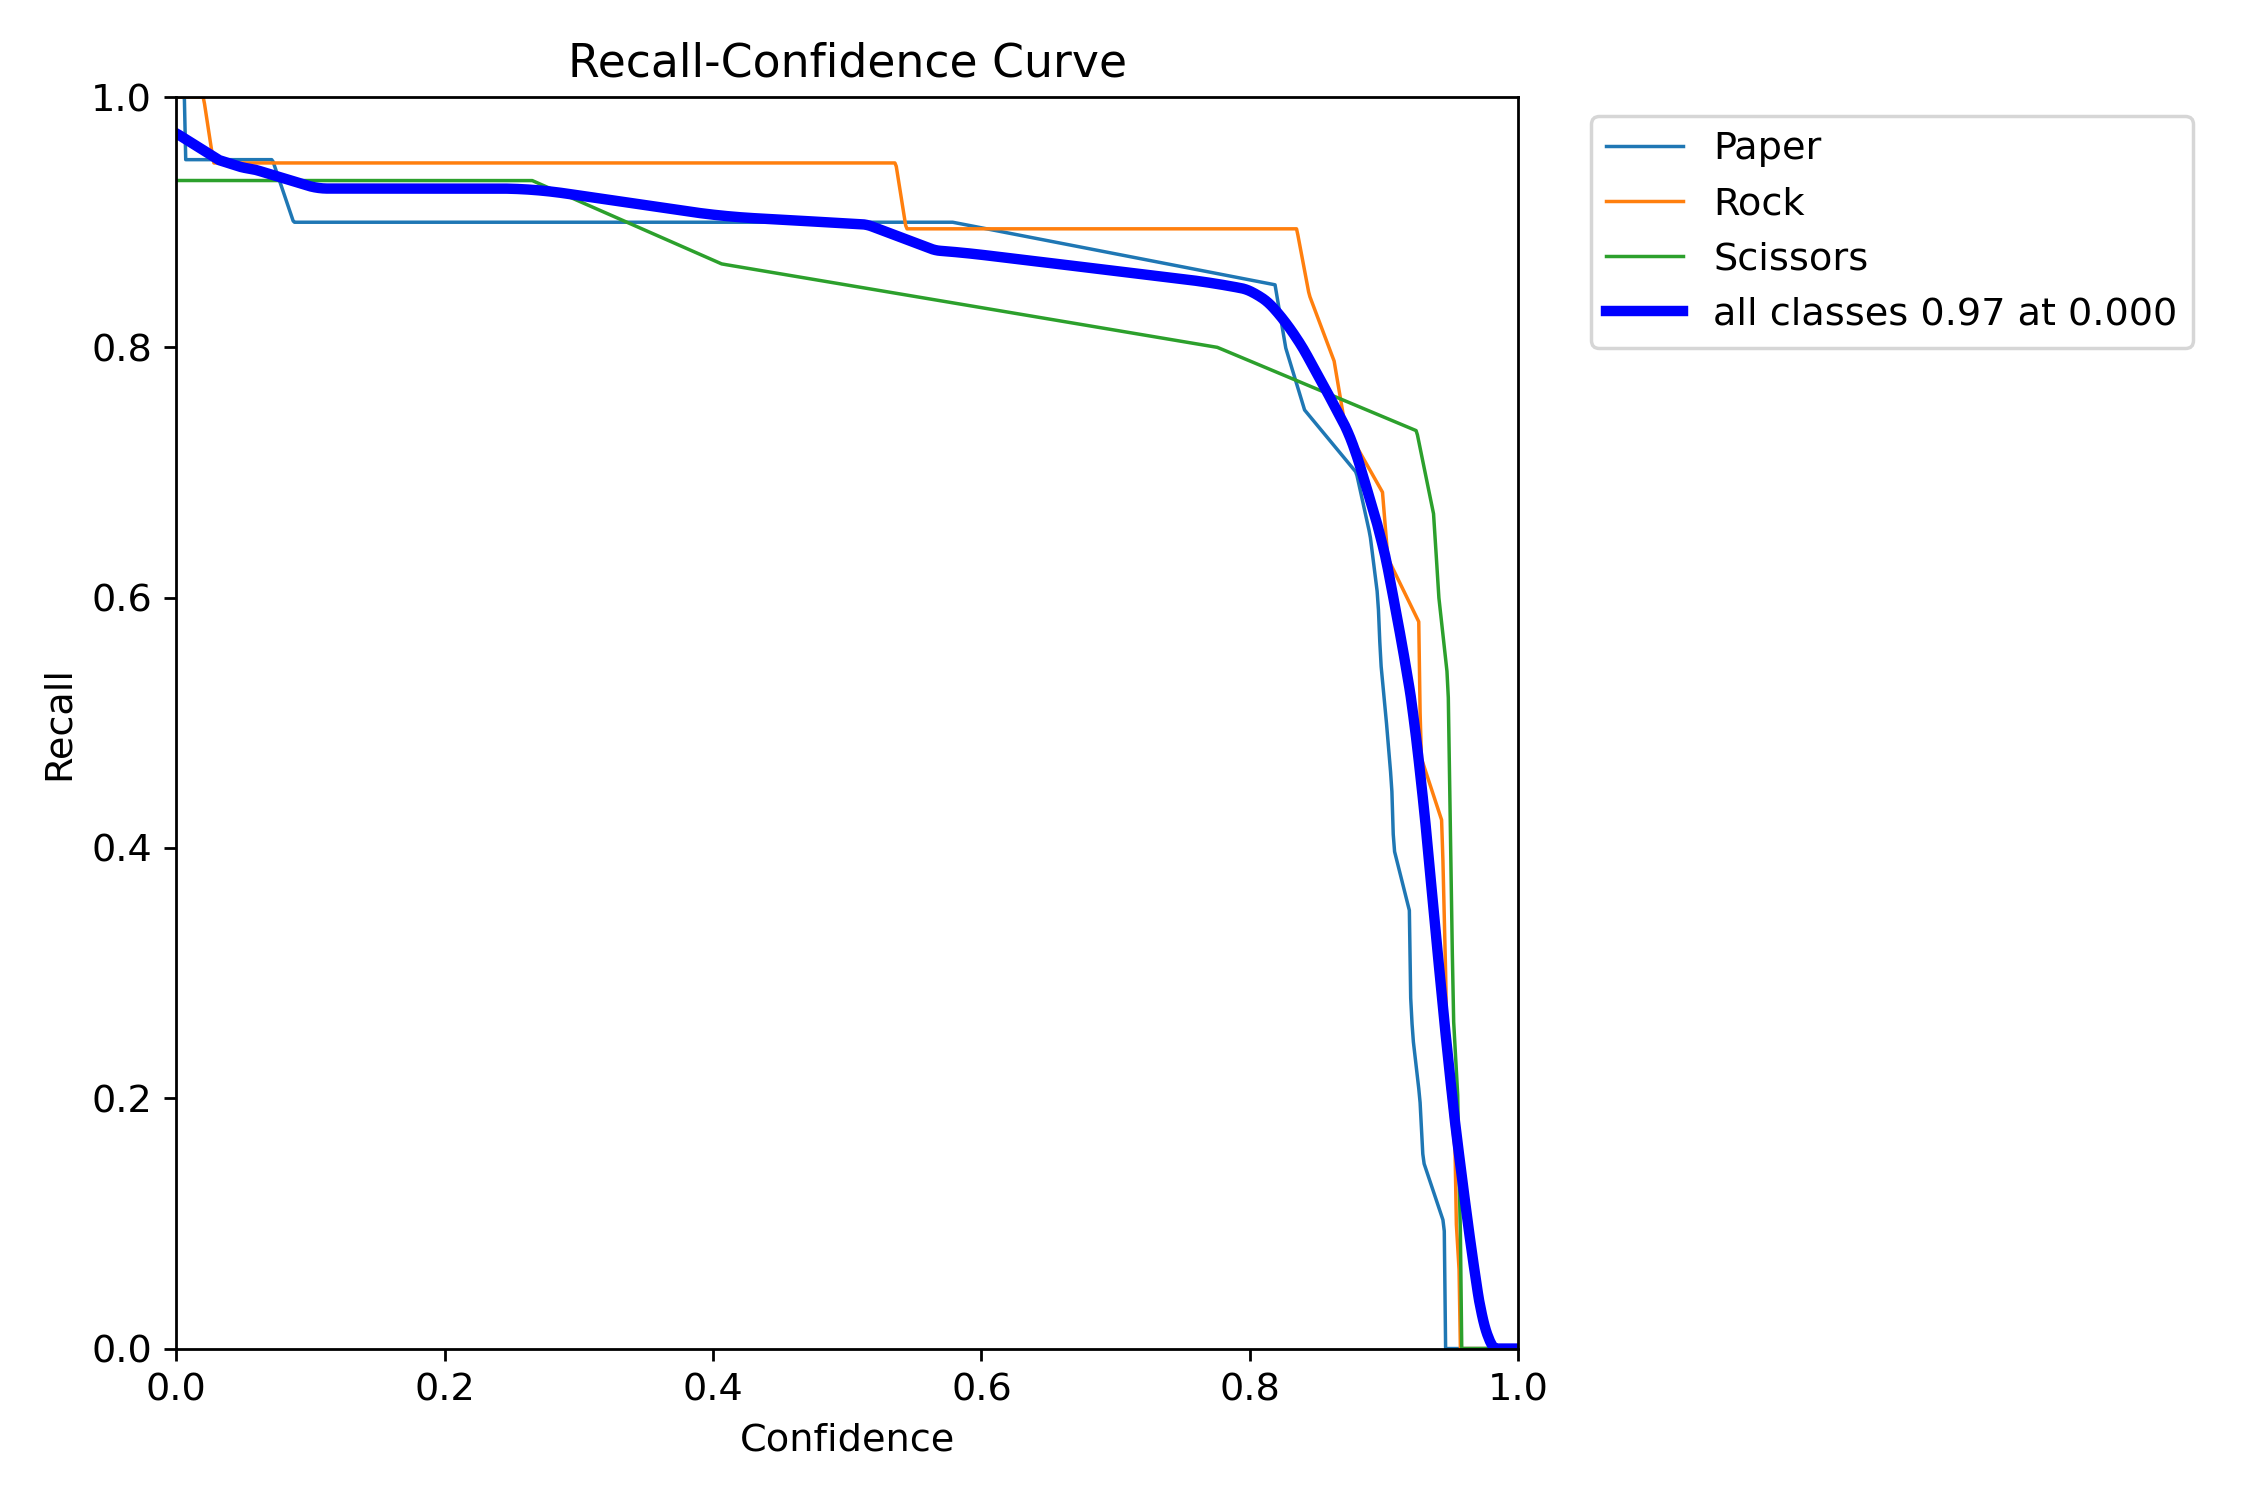 Recall-Confidence Curve
1.0
0.8
0.6
0.4
0.2
0.0
Recall
0.0 0.2 0.4 0.6 0.8 1.0
Confidence
Paper
Rock
Scissors
all classes 0.97 at 0.000